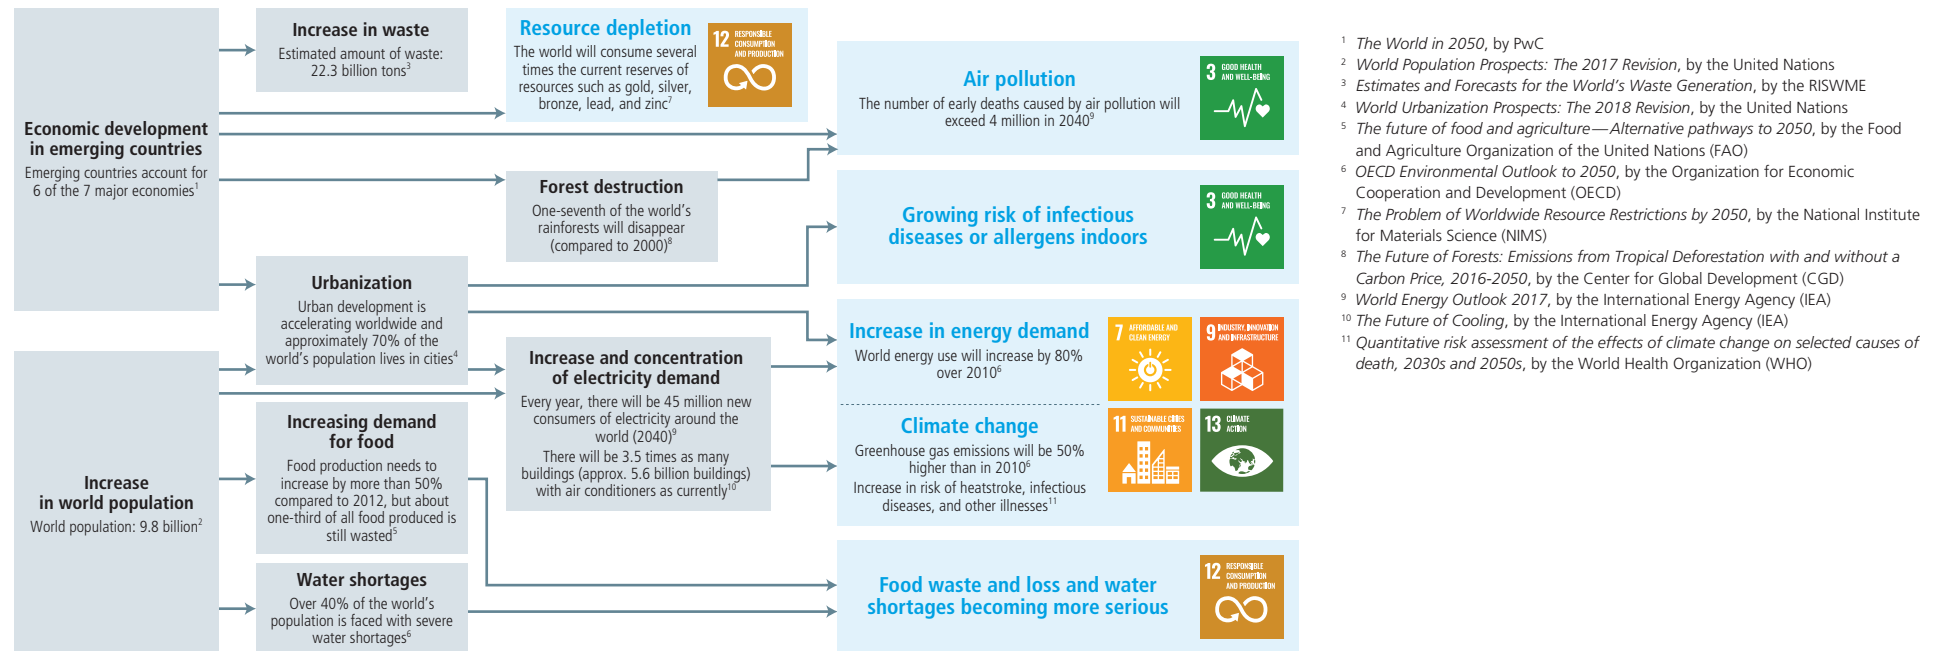 Economic development
in emerging countries
Emerging countries account for
6 of the 7 major economies¹
Increase
in world population
World population: 9.8 billion²
Increase in waste
Estimated amount of waste:
22.3 billion tons³
Urbanization
Urban development is
accelerating worldwide and
approximately 70% of the
world's population lives in cities⁴
Increasing demand
for food
Food production needs to
increase by more than 50%
compared to 2012, but about
one-third of all food produced is
still wasted⁵
Water shortages
Over 40% of the world's
population is faced with severe
water shortages⁶
Resource depletion
The world will consume several
times the current reserves of
resources such as gold, silver,
bronze, lead, and zinc⁷
12 RESPONSIBLE
CONSUMPTION
AND PRODUCTION
Forest destruction
One-seventh of the world's
rainforests will disappear
(compared to 2000)⁸
Increase and concentration
of electricity demand
Every year, there will be 45 million new
consumers of electricity around the
world (2040)⁹
There will be 3.5 times as many
buildings (approx. 5.6 billion buildings)
with air conditioners as currently¹⁰
Air pollution
The number of early deaths caused by air pollution will
exceed 4 million in 2040⁹
3 GOOD HEALTH
AND WELL-BEING
Growing risk of infectious
diseases or allergens indoors
3 GOOD HEALTH
AND WELL-BEING
Increase in energy demand
World energy use will increase by 80%
over 2010⁶
7 AFFORDABLE AND
CLEAN ENERGY
9 INDUSTRY, INNOVATION
AND INFRASTRUCTURE
Climate change
Greenhouse gas emissions will be 50%
higher than in 2010⁶
Increase in risk of heatstroke, infectious
diseases, and other illnesses¹¹
11 SUSTAINABLE CITIES
AND COMMUNITIES
13 CLIMATE
ACTION
Food waste and loss and water
shortages becoming more serious
12 RESPONSIBLE
CONSUMPTION
AND PRODUCTION
¹ The World in 2050, by PwC
² World Population Prospects: The 2017 Revision, by the United Nations
³ Estimates and Forecasts for the World's Waste Generation, by the RISWME
⁴ World Urbanization Prospects: The 2018 Revision, by the United Nations
⁵ The future of food and agriculture—Alternative pathways to 2050, by the Food
and Agriculture Organization of the United Nations (FAO)
⁶ OECD Environmental Outlook to 2050, by the Organization for Economic
Cooperation and Development (OECD)
⁷ The Problem of Worldwide Resource Restrictions by 2050, by the National Institute
for Materials Science (NIMS)
⁸ The Future of Forests: Emissions from Tropical Deforestation with and without a
Carbon Price, 2016-2050, by the Center for Global Development (CGD)
⁹ World Energy Outlook 2017, by the International Energy Agency (IEA)
¹⁰ The Future of Cooling, by the International Energy Agency (IEA)
¹¹ Quantitative risk assessment of the effects of climate change on selected causes of
death, 2030s and 2050s, by the World Health Organization (WHO)